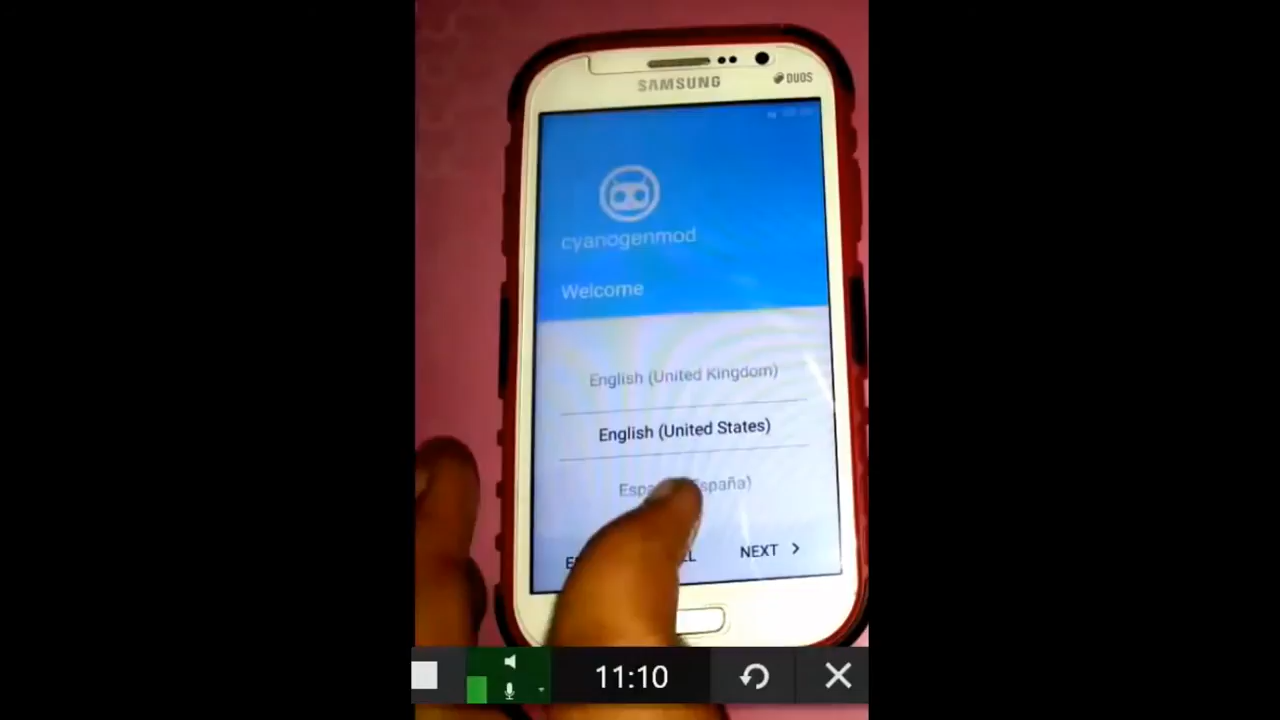 SAMSUNG
DUOS
cyanogenmod
Welcome
English (United Kingdom)
English (United States)
NEXT
11:10